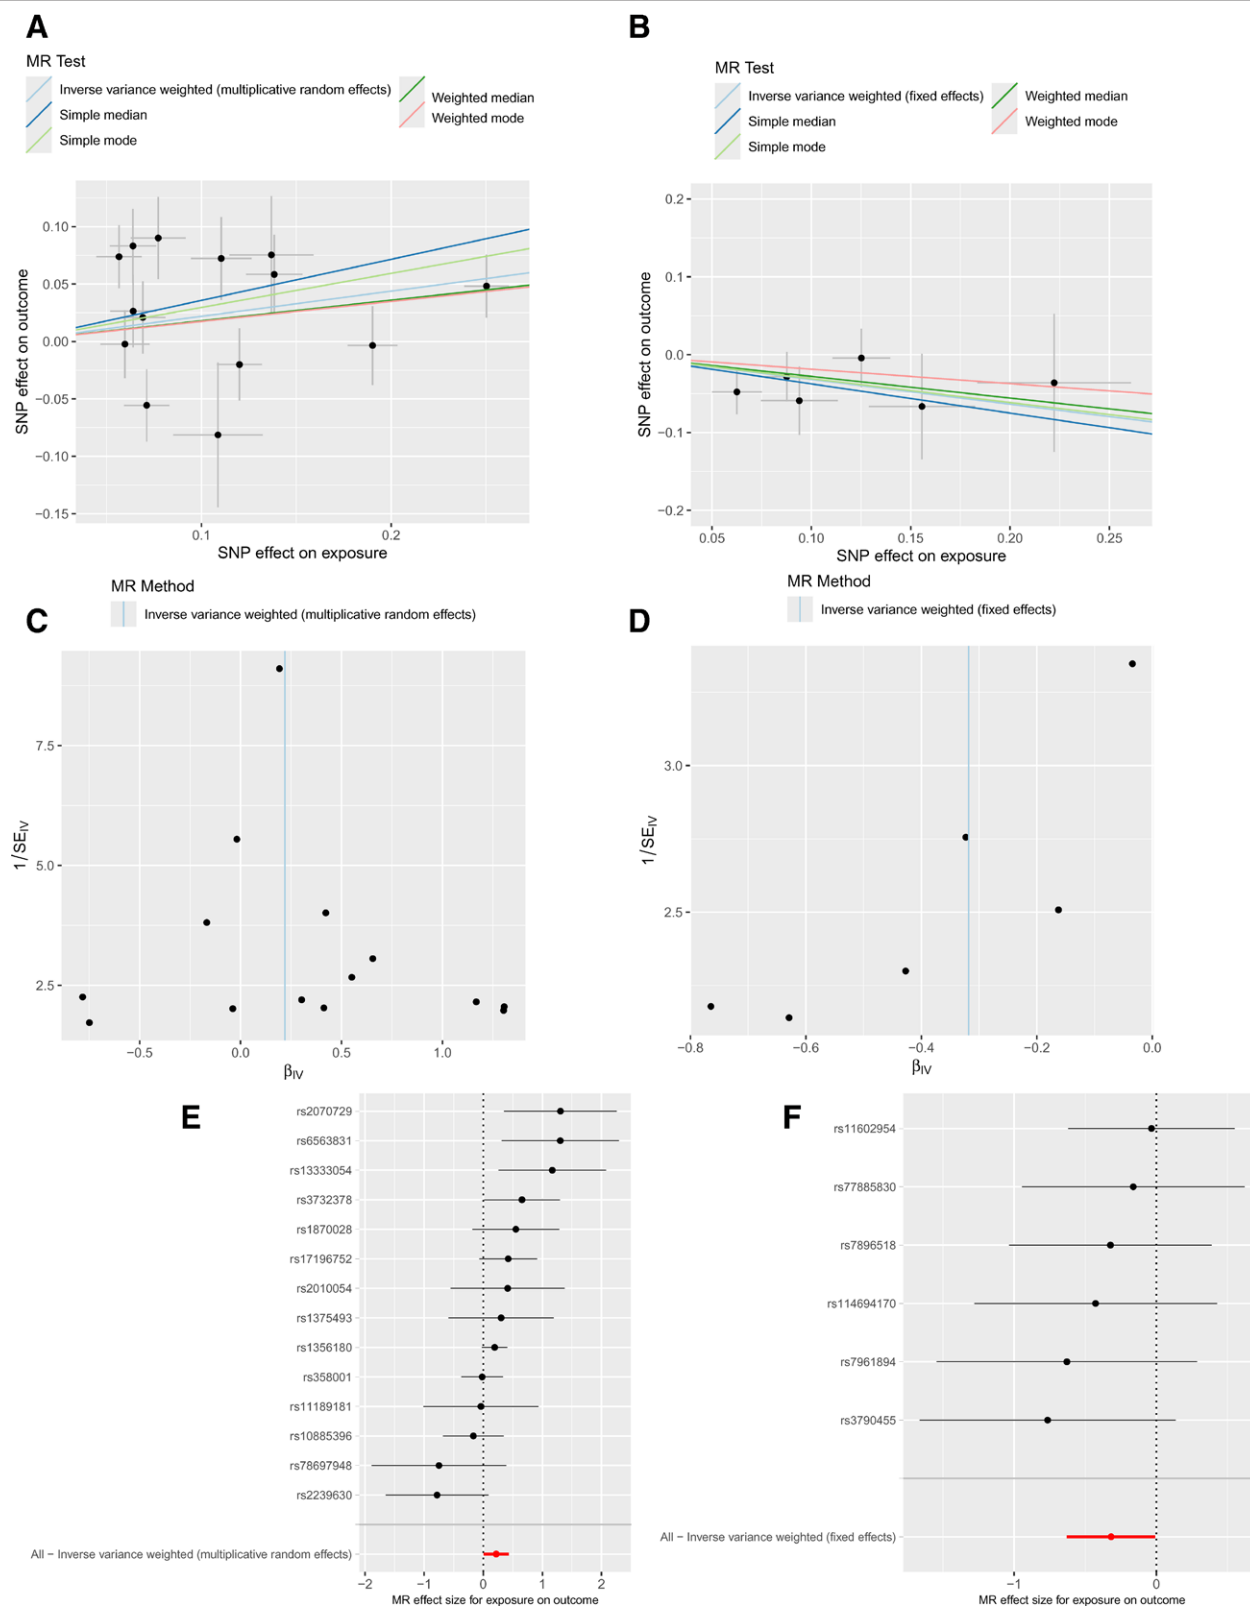 A
MR Test
Inverse variance weighted (multiplicative random effects)
Simple median
Simple mode
Weighted median
Weighted mode
0.10
0.05
0.00
−0.05
−0.10
−0.15
SNP effect on outcome
0.1
0.2
SNP effect on exposure
B
MR Test
Inverse variance weighted (fixed effects)
Simple median
Simple mode
Weighted median
Weighted mode
0.2
0.1
0.0
−0.1
−0.2
SNP effect on outcome
0.05
0.10
0.15
0.20
0.25
SNP effect on exposure
C
MR Method
Inverse variance weighted (multiplicative random effects)
7.5
5.0
2.5
1/SEIV
−0.5
0.0
0.5
1.0
βIV
D
MR Method
Inverse variance weighted (fixed effects)
3.0
2.5
1/SEIV
−0.8
−0.6
−0.4
−0.2
0.0
βIV
E
rs2070729
rs6563831
rs13333054
rs3732378
rs1870028
rs17196752
rs2010054
rs1375493
rs1356180
rs358001
rs11189181
rs10885396
rs78697948
rs2239630
All − Inverse variance weighted (multiplicative random effects)
−2
−1
0
1
2
MR effect size for exposure on outcome
F
rs11602954
rs77885830
rs7896518
rs114694170
rs7961894
rs3790455
All − Inverse variance weighted (fixed effects)
−1
0
MR effect size for exposure on outcome